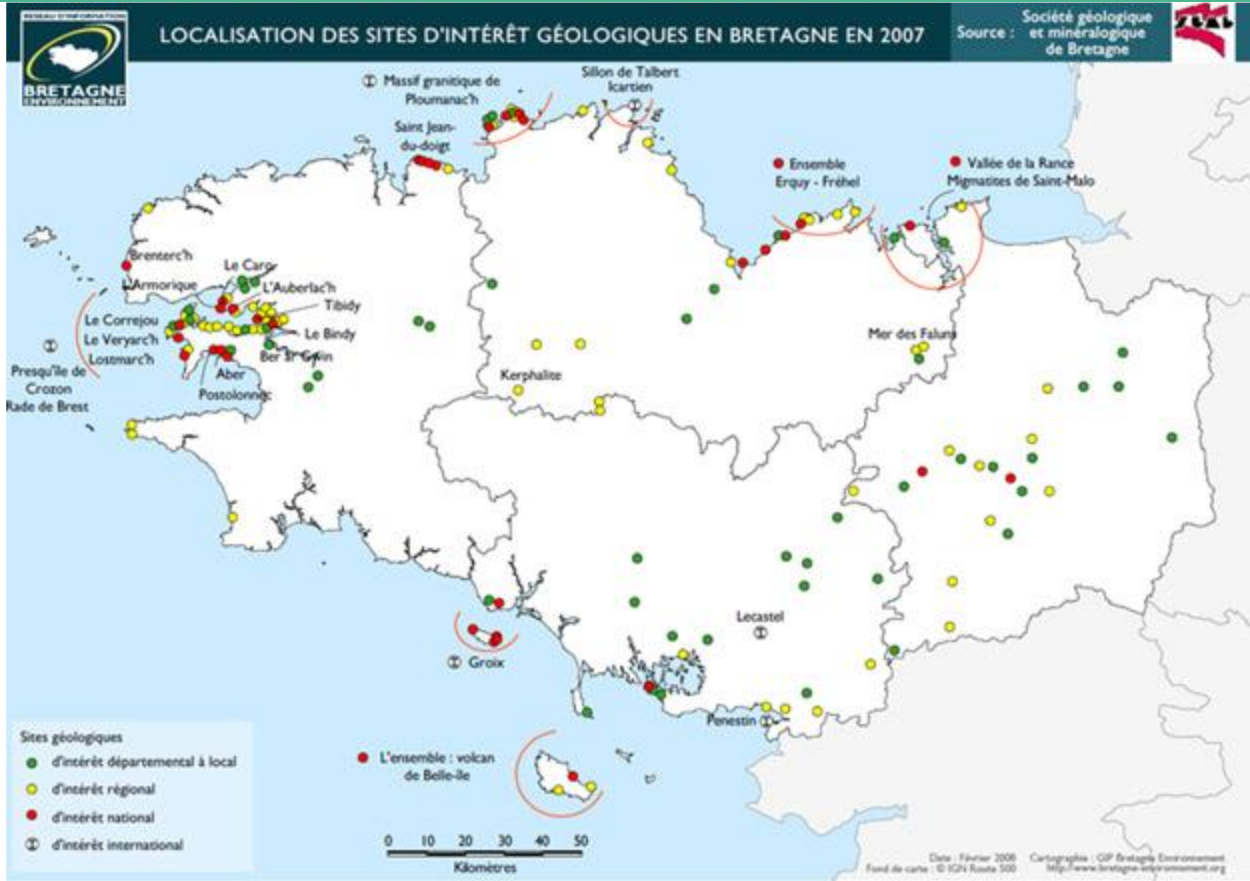 RESEAU D'INFORMATION
BRETAGNE
ENVIRONNEMENT
LOCALISATION DES SITES D'INTÉRÊT GÉOLOGIQUES EN BRETAGNE EN 2007
Source : Société géologique
et minéralogique
de Bretagne
Massif granitique de
Ploumanac'h
Sillon de Talbert
Icartien
Saint Jean-
du-doigt
Ensemble
Erquy - Fréhel
Vallée de la Rance
Migmatites de Saint-Malo
Brenterc'h
Le Caro
L'Armorique
L'Auberlac'h
Tibidy
Le Correjou
Le Veryarc'h
Le Bindy
Lostmarc'h
Aber
Postolonnec
Presqu'île de
Crozon
Rade de Brest
Mer des Faluns
Kerphalite
Lecastel
Groix
Penestin
L'ensemble : volcan
de Belle-île
Sites géologiques
d'intérêt départemental à local
d'intérêt régional
d'intérêt national
d'intérêt international
0 10 20 30 40 50
Kilomètres
Date : Février 2008 Cartographie : GIP Bretagne Environnement
Fond de carte : © IGN Route 500 http://www.bretagne-environnement.org